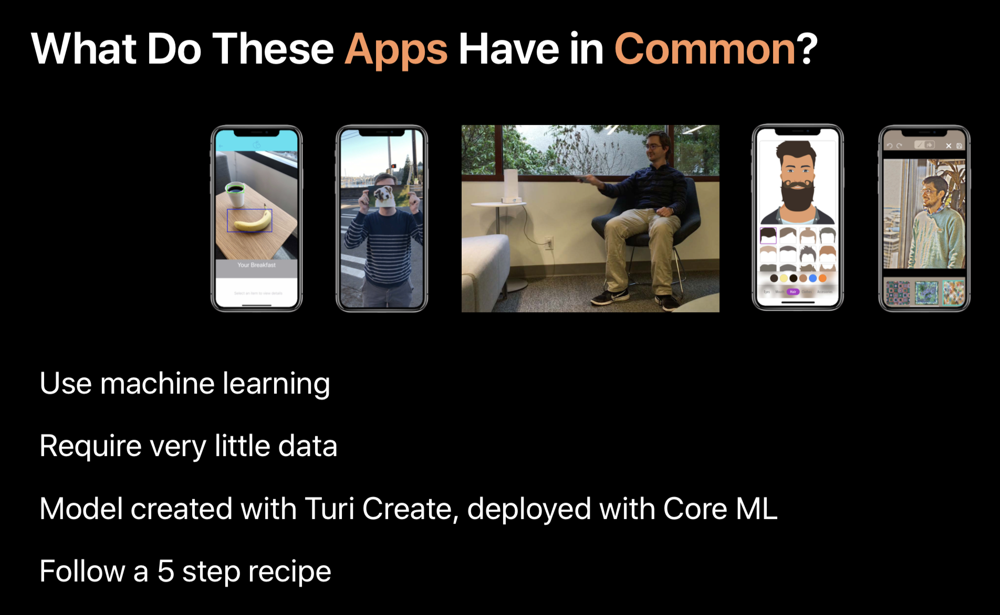 What Do These Apps Have in Common?
Your Breakfast
Select an item to view details
Eyes Mouth Hair Clothes Accessories
Use machine learning
Require very little data
Model created with Turi Create, deployed with Core ML
Follow a 5 step recipe